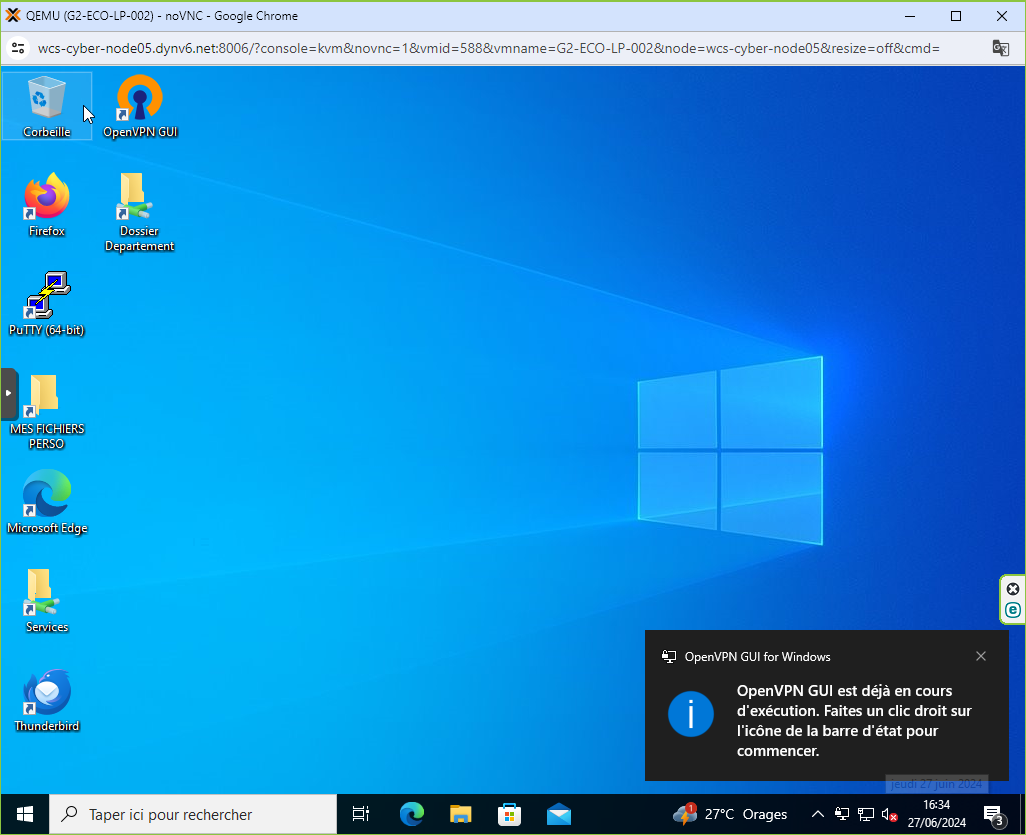 QEMU (G2-ECO-LP-002) - noVNC - Google Chrome
wcs-cyber-node05.dynv6.net:8006/?console=kvm&novnc=1&vmid=588&vmname=G2-ECO-LP-002&node=wcs-cyber-node05&resize=off&cmd=
Corbeille
OpenVPN GUI
Firefox
Dossier
Departement
PuTTY (64-bit)
MES FICHIERS
PERSO
Microsoft Edge
Services
Thunderbird
OpenVPN GUI for Windows
OpenVPN GUI est déjà en cours
d'exécution. Faites un clic droit sur
l'icône de la barre d'état pour
commencer.
jeudi 27 juin 2024
Taper ici pour rechercher
1
27°C Orages
16:34
27/06/2024
3